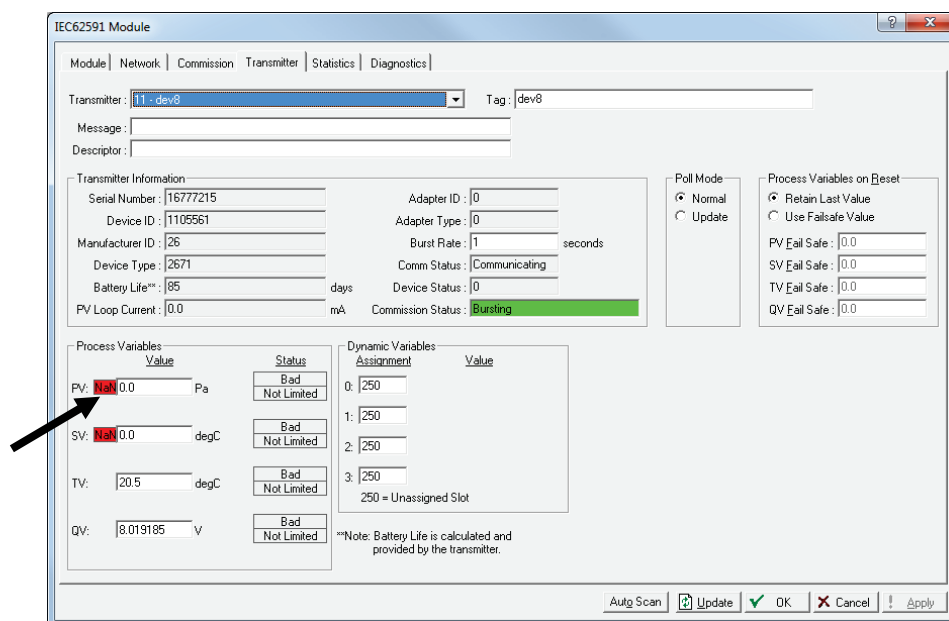 IEC62591 Module
Module Network Commission Transmitter Statistics Diagnostics
Transmitter : 11 - dev8 Tag : dev8
Message :
Descriptor :
Transmitter Information Poll Mode Process Variables on Reset
Serial Number : 16777215 Adapter ID : 0 Normal Retain Last Value
Device ID : 1105561 Adapter Type : 0 Update Use Failsafe Value
Manufacturer ID : 26 Burst Rate : 1 seconds PV Fail Safe : 0.0
Device Type : 2671 Comm Status : Communicating SV Fail Safe : 0.0
Battery Life** : 85 days Device Status : 0 TV Fail Safe : 0.0
PV Loop Current : 0.0 mA Commission Status : Bursting QV Fail Safe : 0.0
Process Variables Dynamic Variables
Value Status Assignment Value
PV: NaN 0.0 Pa Bad Not Limited 0: 250
1: 250
SV: NaN 0.0 degC Bad Not Limited 2: 250
TV: 20.5 degC Bad Not Limited 3: 250
250 = Unassigned Slot
QV: 8.019185 V Bad Not Limited
**Note: Battery Life is calculated and
provided by the transmitter.
Auto Scan Update OK Cancel ! Apply